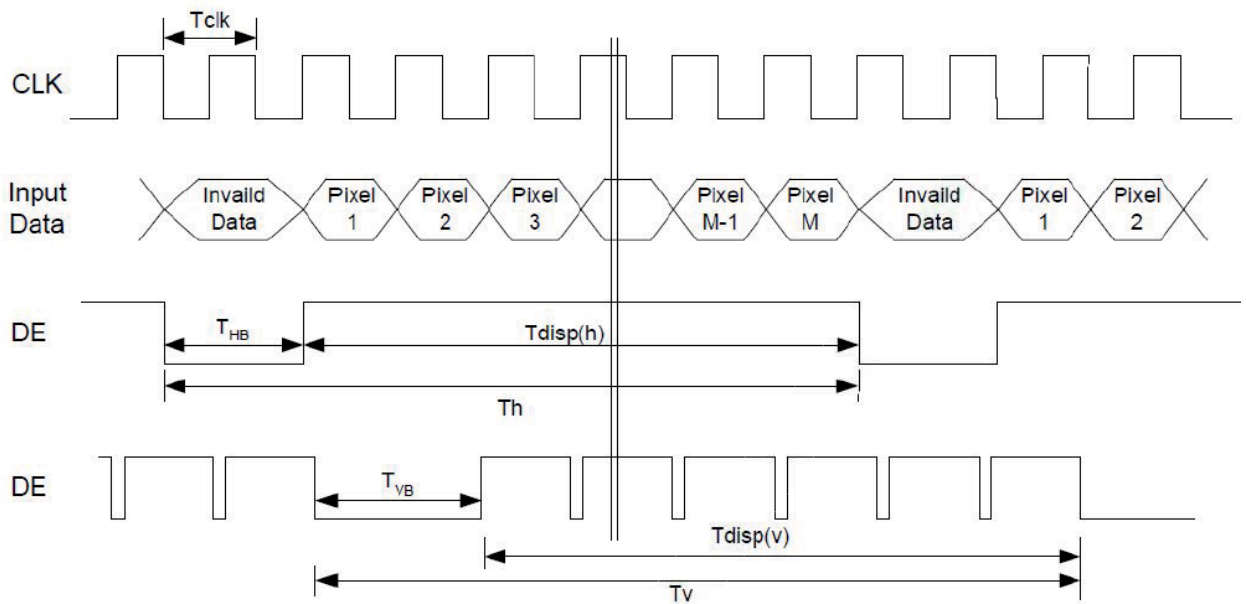 Tclk
CLK
Input
Data
Invaild
Data
Pixel
1
Pixel
2
Pixel
3
Pixel
M-1
Pixel
M
Invaild
Data
Pixel
1
Pixel
2
DE
THB
Tdisp(h)
Th
DE
TVB
Tdisp(v)
Tv